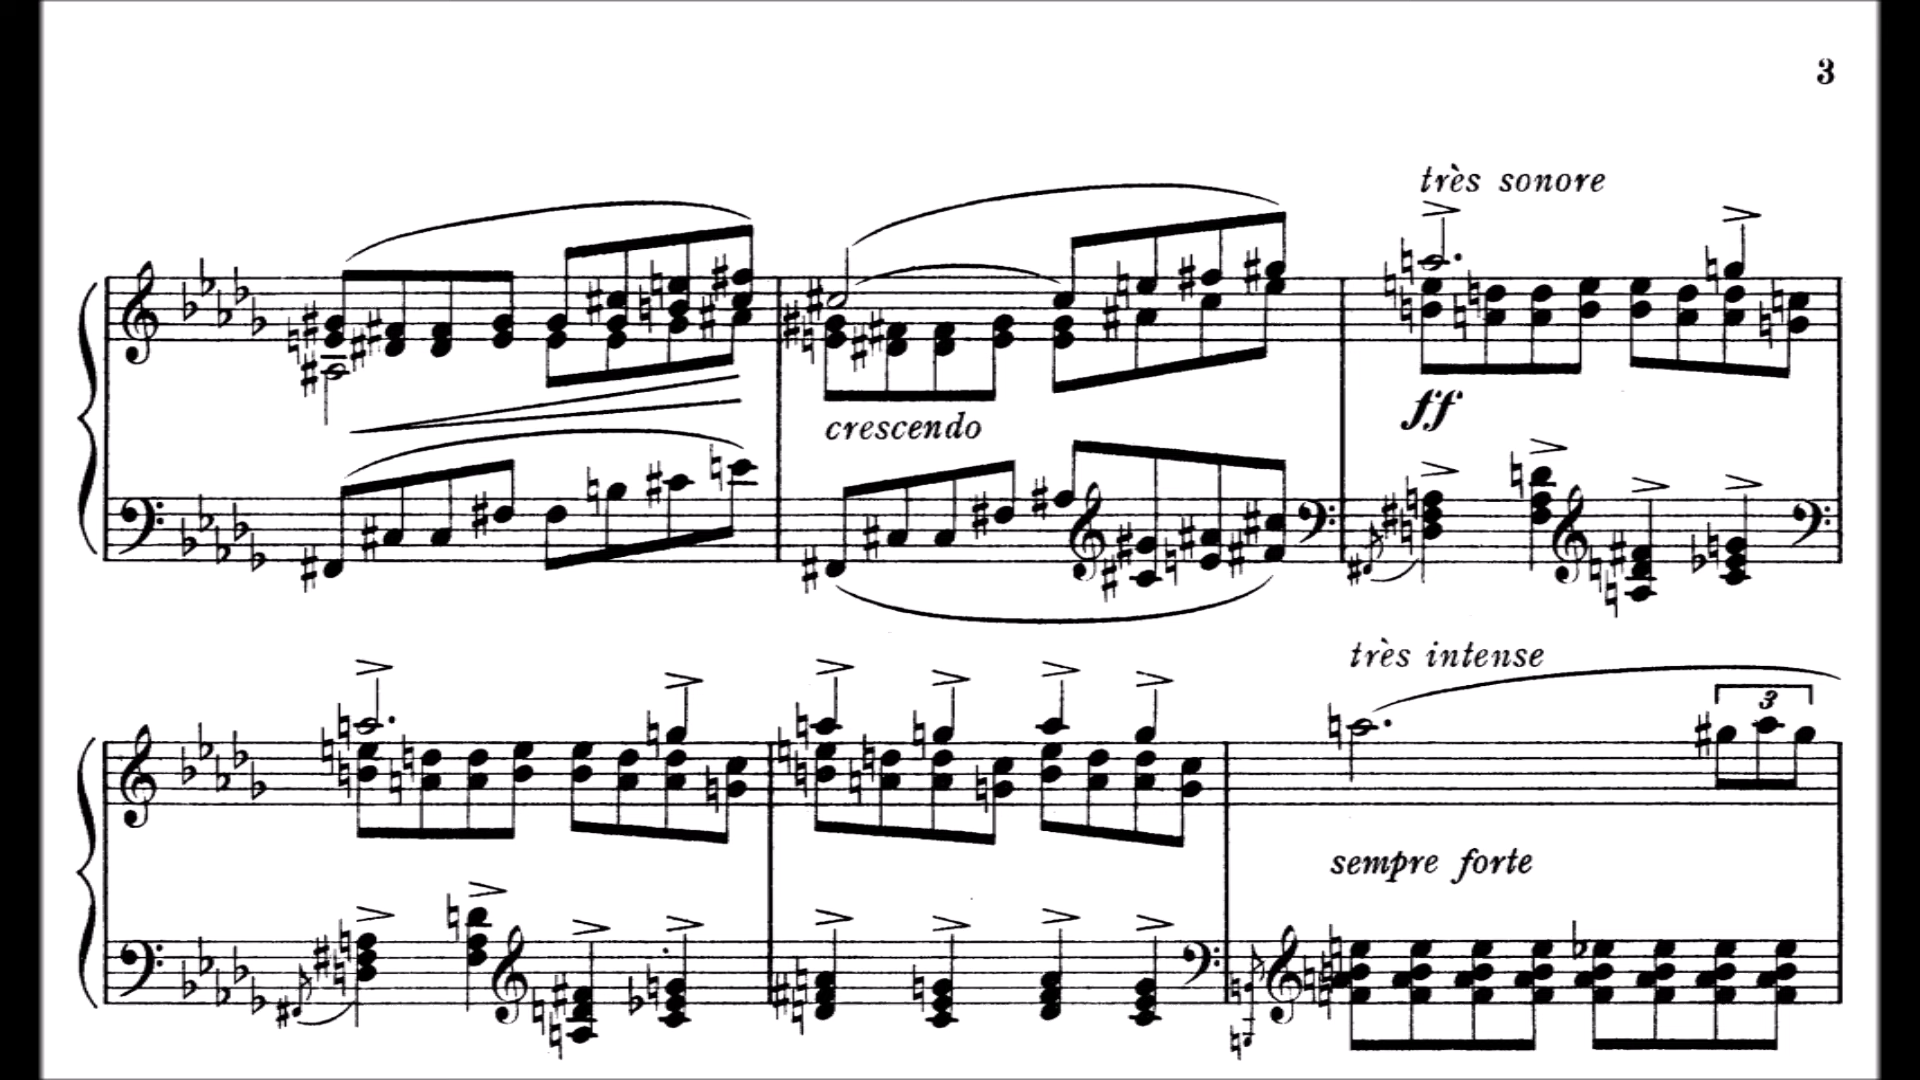 3
très sonore
crescendo
ff
très intense
3
sempre forte